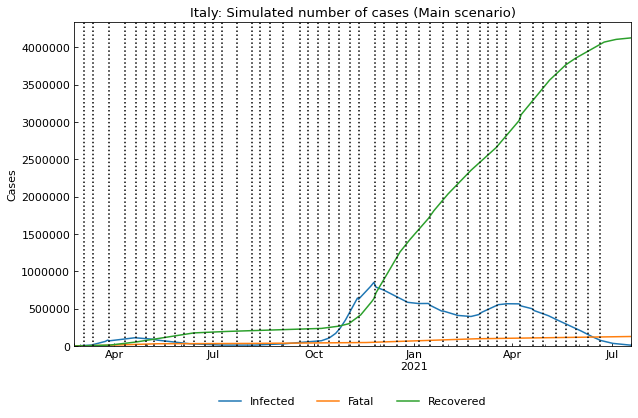 Italy: Simulated number of cases (Main scenario)
4000000
3500000
3000000
2500000
2000000
1500000
1000000
500000
0
Cases
Apr Jul Oct Jan Apr Jul
2021
Infected Fatal Recovered